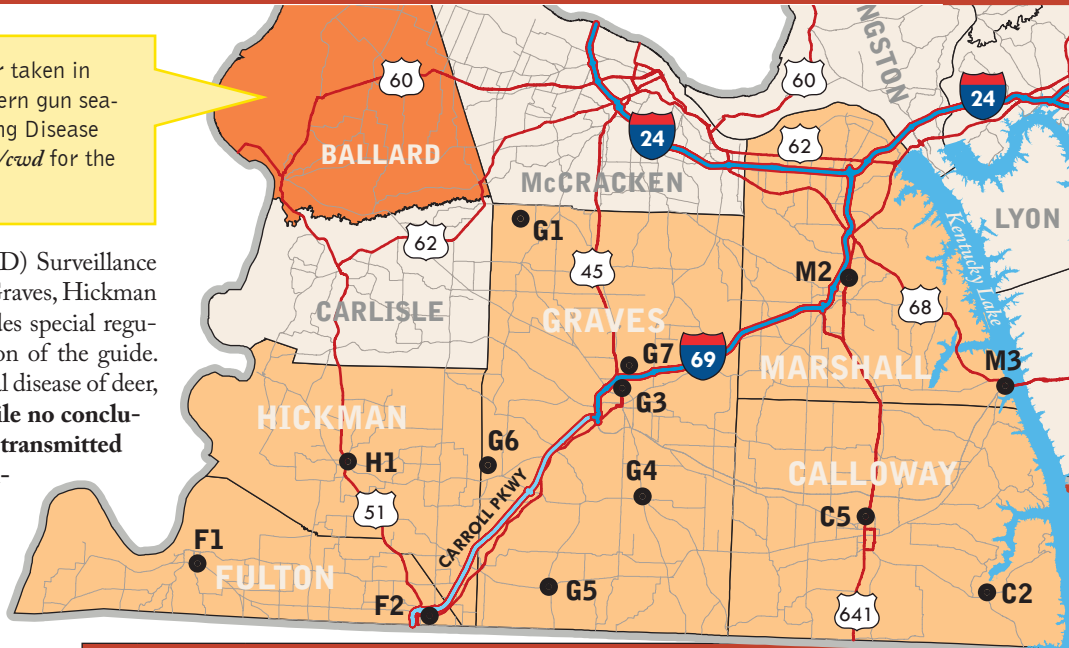 r taken in
ern gun sea-
ng Disease
/cwd for the
D) Surveillance
Graves, Hickman
les special regu-
on of the guide.
l disease of deer,
ile no conclu-
transmitted
-
60
BALLARD
McCRACKEN
24
60
NGSTON
24
62
LYON
Kentucky Lake
62
G1
45
M2
CARLISLE
GRAVES
68
G7
69
MARSHALL
M3
G3
HICKMAN
G6
H1
G4
CALLOWAY
51
CARROLL PKWY
C5
F1
FULTON
G5
C2
F2
641